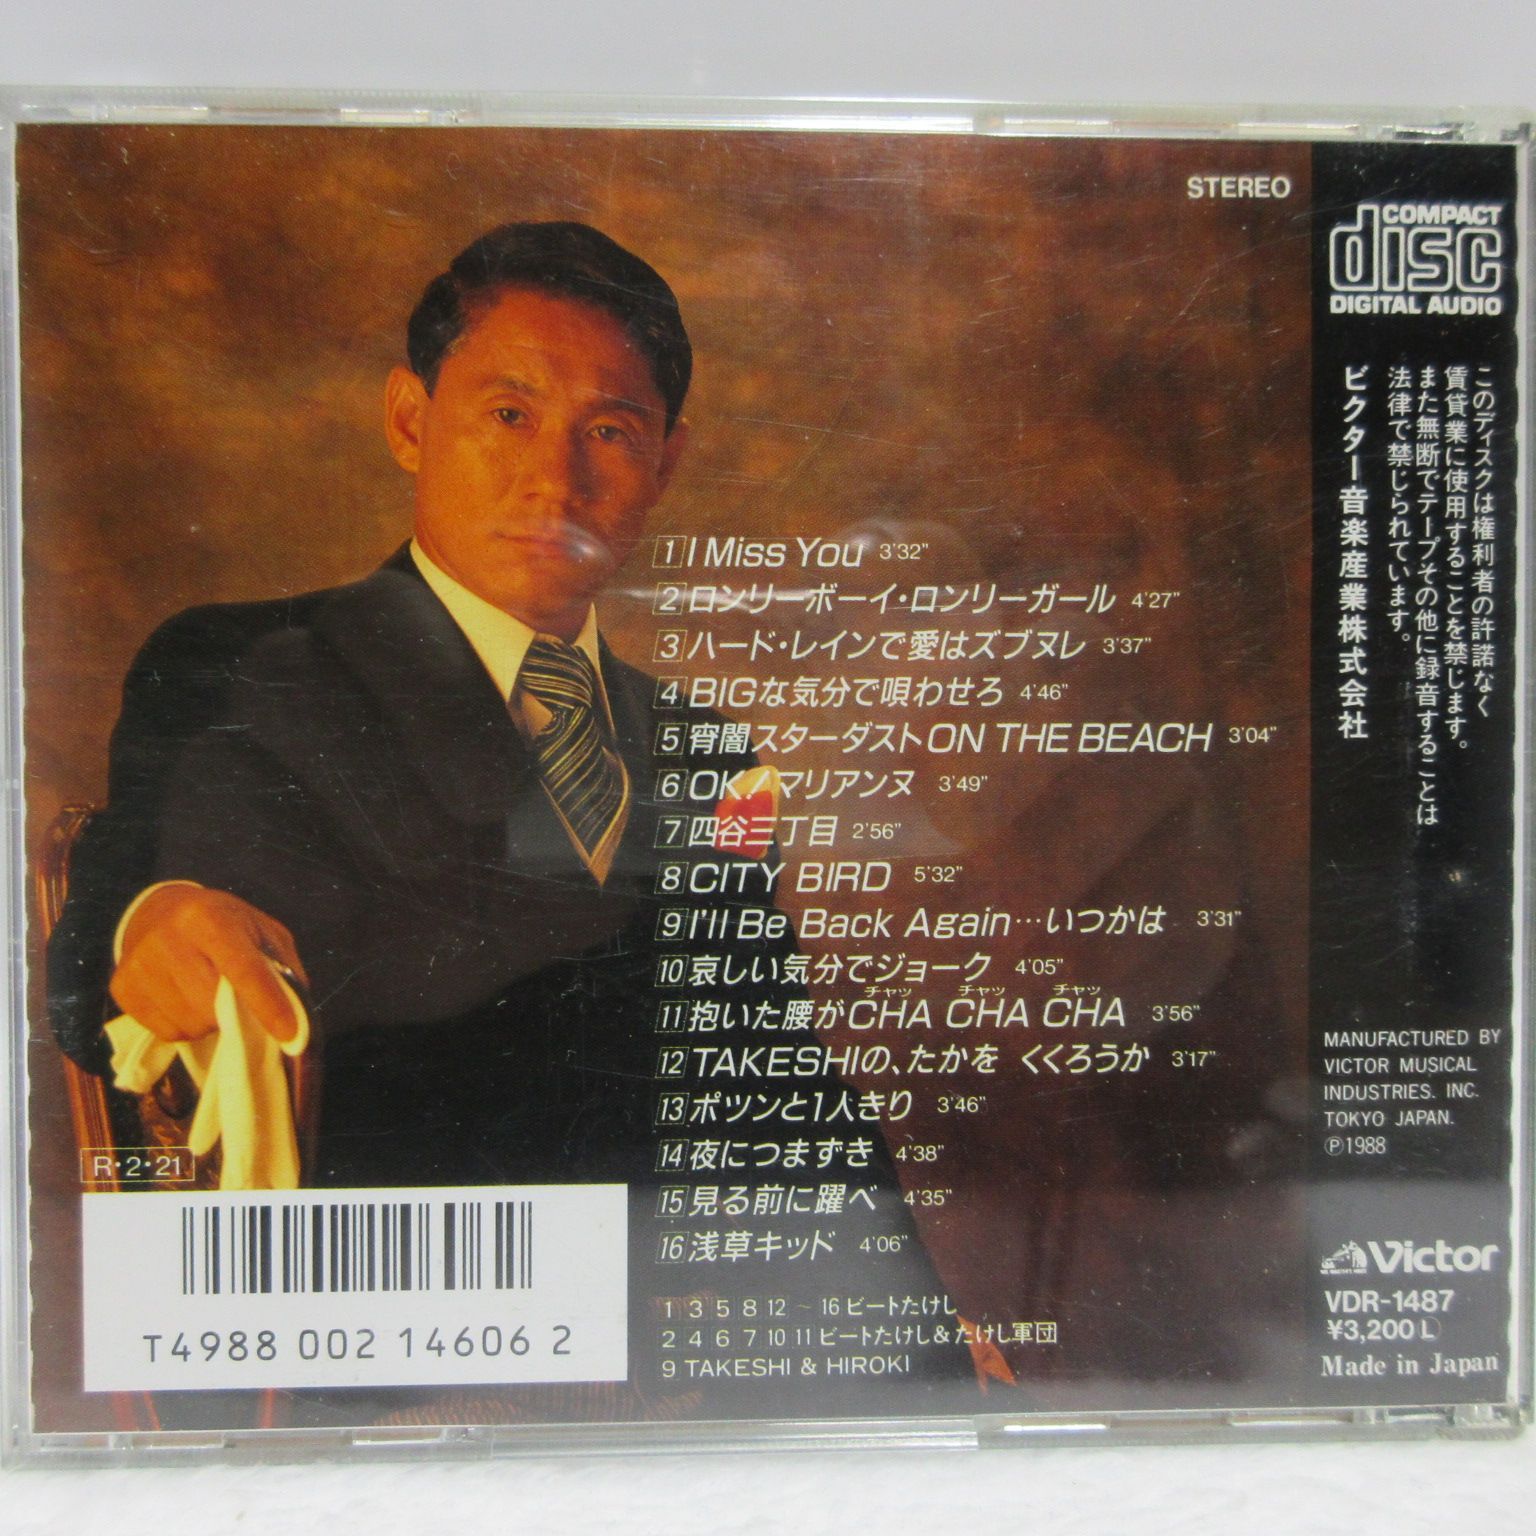 STEREO
COMPACT
disc
DIGITAL AUDIO
このディスクは権利者の許諾なく
賃貸業に使用することを禁じます。
また無断でテープその他に録音することは
法律で禁じられています。
ビクター音楽産業株式会社
1 I Miss You 3'32"
2 ロンリーボーイ・ロンリーガール 4'27"
3 ハード・レインで愛はズブヌレ 3'37"
4 BIGな気分で唄わせろ 4'46"
5 宵闇スターダストON THE BEACH 3'04"
6 OK!マリアンヌ 3'49"
7 四谷三丁目 2'56"
8 CITY BIRD 5'32"
9 I'll Be Back Again…いつかは 3'31"
10 哀しい気分でジョーク 4'05"
チャッ チャッ チャッ
11 抱いた腰がCHA CHA CHA 3'56"
12 TAKESHIの、たかを くくろうか 3'17"
13 ポツンと1人きり 3'46"
14 夜につまずき 4'38"
15 見る前に躍べ 4'35"
16 浅草キッド 4'06"
1 3 5 8 12 ~ 16 ビートたけし
2 4 6 7 10 11 ビートたけし&たけし軍団
9 TAKESHI & HIROKI
R・2・21
T4988 002 14606 2
MANUFACTURED BY
VICTOR MUSICAL
INDUSTRIES. INC.
TOKYO JAPAN.
Ⓟ1988
Victor
VDR-1487
¥3,200 L
Made in Japan